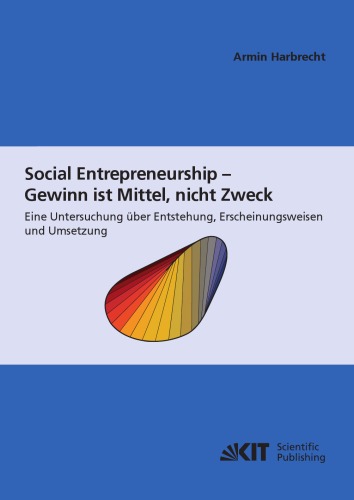 Armin Harbrecht
Social Entrepreneurship –
Gewinn ist Mittel, nicht Zweck
Eine Untersuchung über Entstehung, Erscheinungsweisen
und Umsetzung
KIT Scientific
Publishing